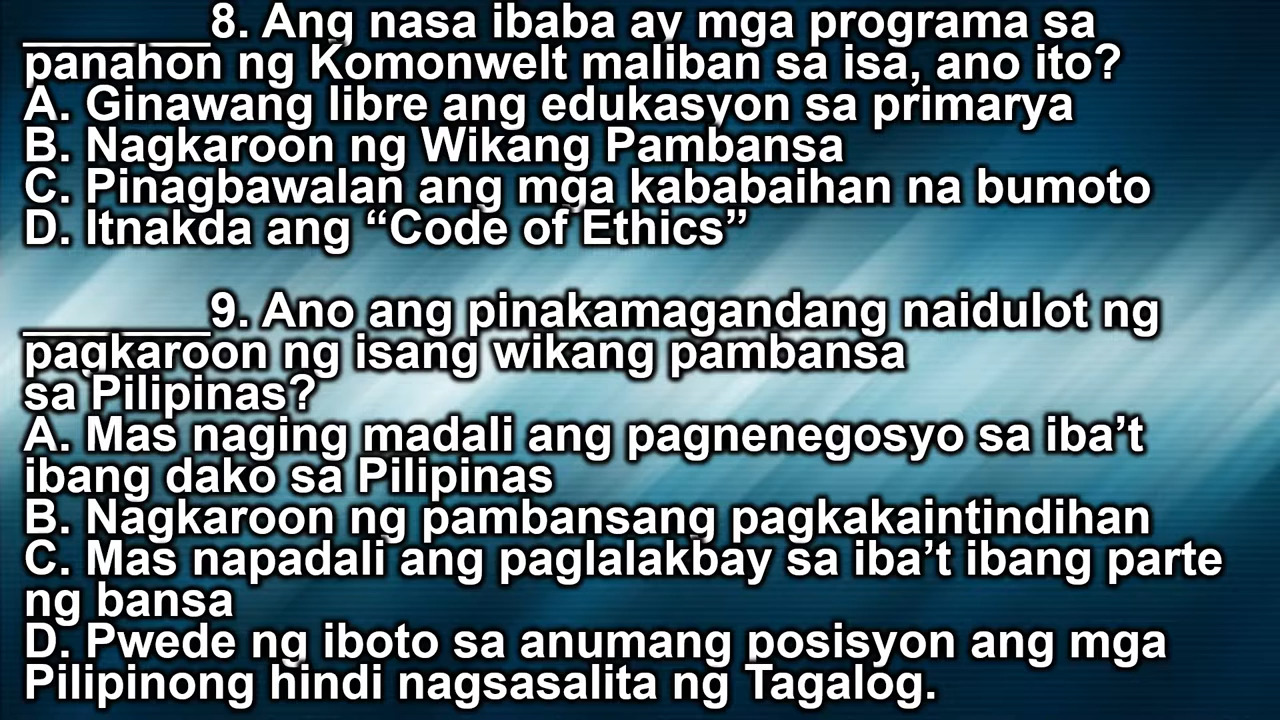 _______8. Ang nasa ibaba ay mga programa sa
panahon ng Komonwelt maliban sa isa, ano ito?
A. Ginawang libre ang edukasyon sa primarya
B. Nagkaroon ng Wikang Pambansa
C. Pinagbawalan ang mga kababaihan na bumoto
D. Itnakda ang “Code of Ethics”
_______9. Ano ang pinakamagandang naidulot ng
pagkaroon ng isang wikang pambansa
sa Pilipinas?
A. Mas naging madali ang pagnenegosyo sa iba’t
ibang dako sa Pilipinas
B. Nagkaroon ng pambansang pagkakaintindihan
C. Mas napadali ang paglalakbay sa iba’t ibang parte
ng bansa
D. Pwede ng iboto sa anumang posisyon ang mga
Pilipinong hindi nagsasalita ng Tagalog.